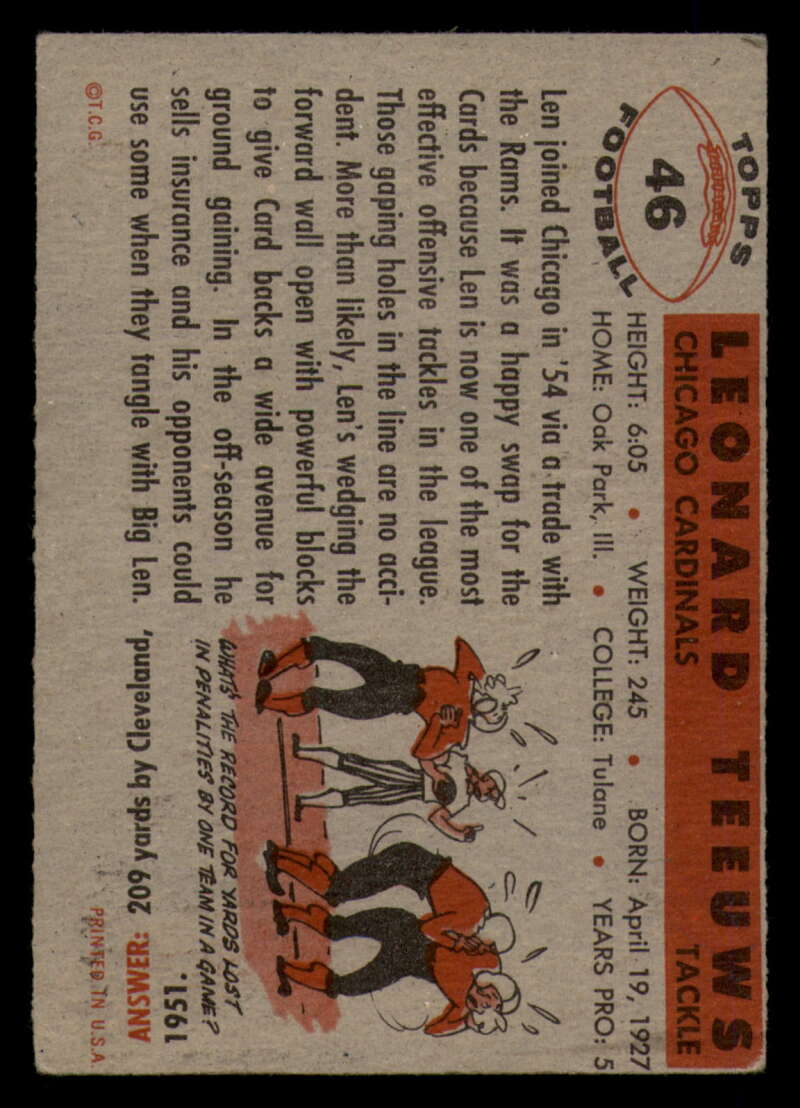 TOPPS
46
FOOTBALL
LEONARD TEEUWS
CHICAGO CARDINALS TACKLE
HEIGHT: 6:05 • WEIGHT: 245 • BORN: April 19, 1927
HOME: Oak Park, Ill. • COLLEGE: Tulane • YEARS PRO: 5
Len joined Chicago in '54 via a trade with
the Rams. It was a happy swap for the
Cards because Len is now one of the most
effective offensive tackles in the league.
Those gaping holes in the line are no acci-
dent. More than likely, Len's wedging the
forward wall open with powerful blocks
to give Card backs a wide avenue for
ground gaining. In the off-season he
sells insurance and his opponents could
use some when they tangle with Big Len.
©T.C.G.
WHAT'S THE RECORD FOR YARDS LOST
IN PENALITIES BY ONE TEAM IN A GAME?
ANSWER: 209 yards by Cleveland,
1951.
PRINTED IN U.S.A.